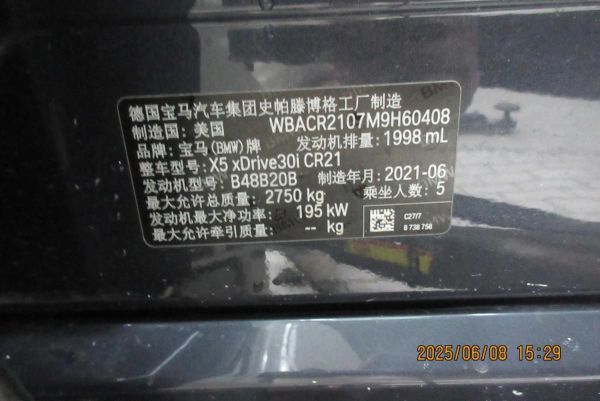 德国宝马汽车集团史帕滕博格工厂制造
制造国: 美国 WBACR2107M9H60408
品牌: 宝马(BMW)牌 发动机排量: 1998 mL
整车型号: X5 xDrive30i CR21
发动机型号: B48B20B 制造年月: 2021-06
最大允许总质量: 2750 kg 乘坐人数: 5
发动机最大净功率: 195 kW
最大允许牵引质量: -- kg
C27/7
8 738 758
2025/06/08 15:29